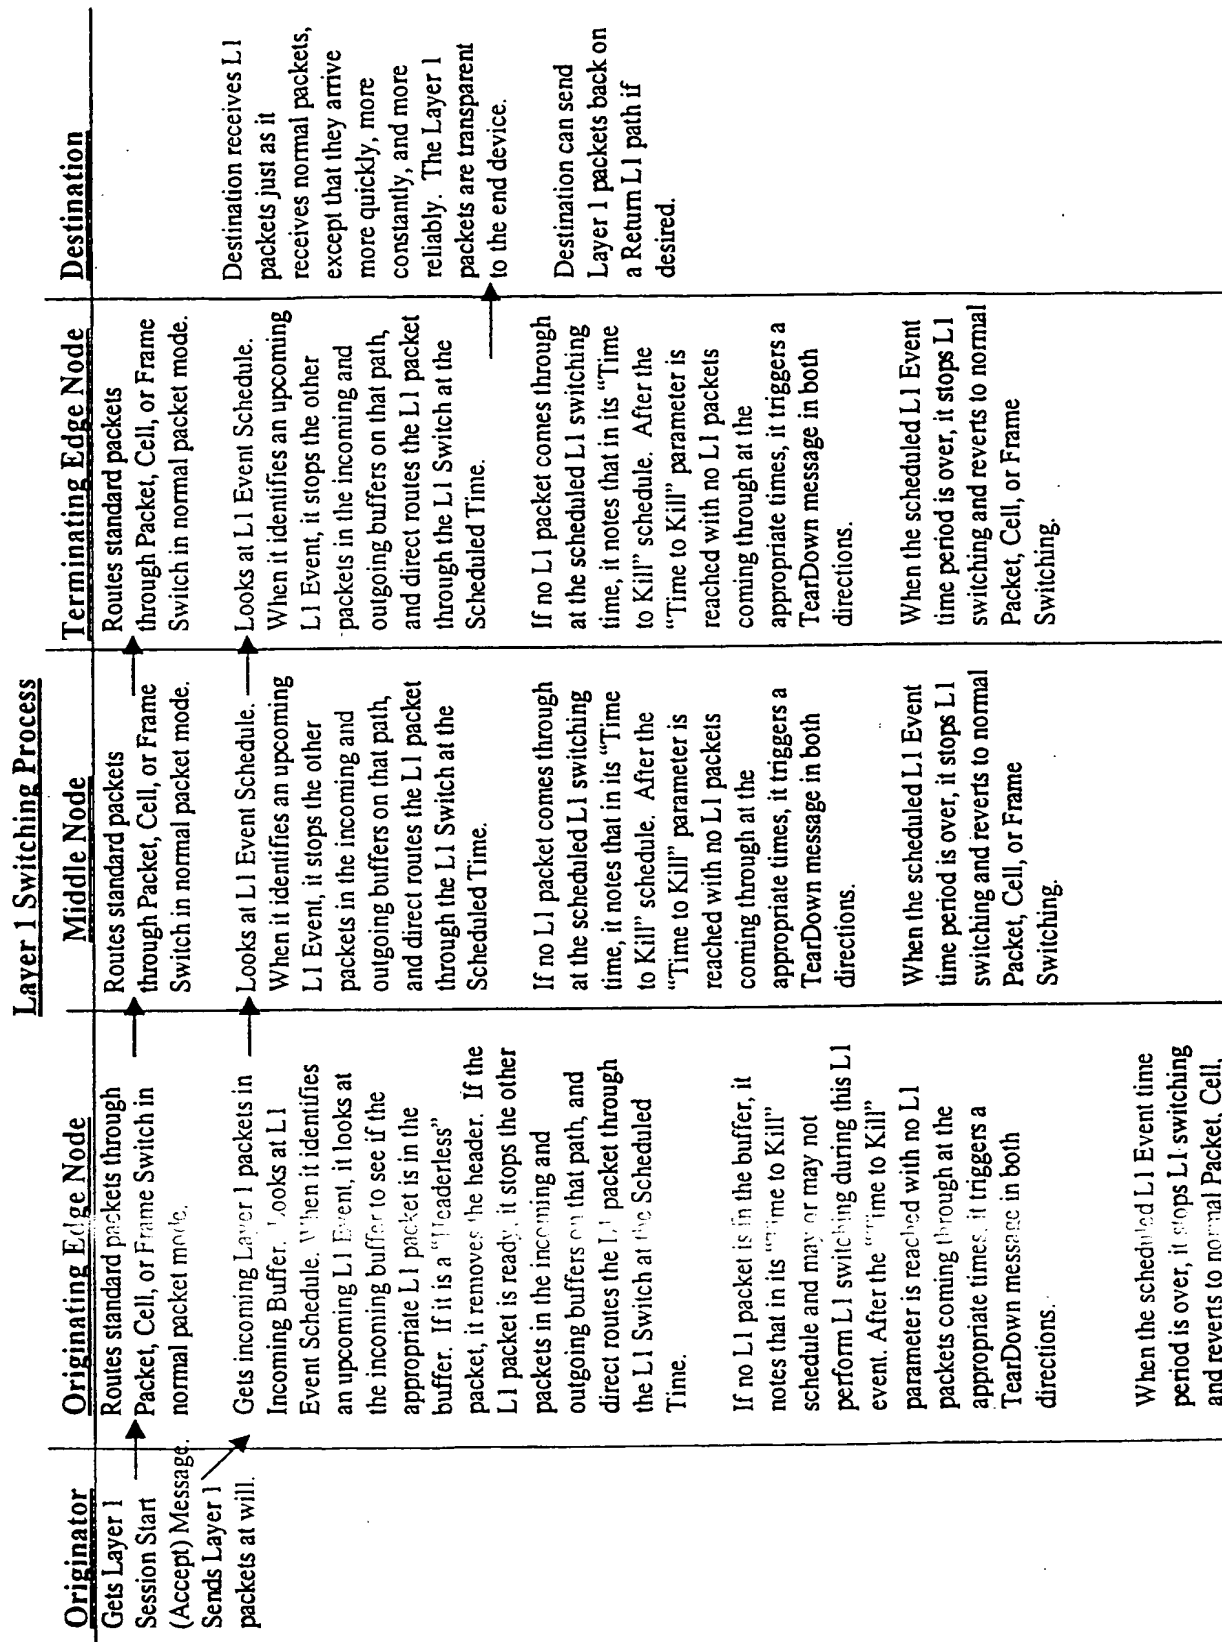 Layer 1 Switching Process
Originator
Gets Layer 1
Session Start
(Accept) Message.
Sends Layer 1
packets at will.
Originating Edge Node
Routes standard packets through
Packet, Cell, or Frame Switch in
normal packet mode.
Gets incoming Layer 1 packets in
Incoming Buffer. Looks at L1
Event Schedule. When it identifies
an upcoming L1 Event, it looks at
the incoming buffer to see if the
appropriate L1 packet is in the
buffer. If it is a "Headerless"
packet, it removes the header. If the
L1 packet is ready, it stops the other
packets in the incoming and
outgoing buffers on that path, and
direct routes the L1 packet through
the L1 Switch at the Scheduled
Time.
If no L1 packet is in the buffer, it
notes that in its "Time to Kill"
schedule and may or may not
perform L1 switching during this L1
event. After the "Time to Kill"
parameter is reached with no L1
packets coming through at the
appropriate times, it triggers a
TearDown message in both
directions.
When the scheduled L1 Event time
period is over, it stops L1 switching
and reverts to normal Packet, Cell,
Middle Node
Routes standard packets
through Packet, Cell, or Frame
Switch in normal packet mode.
Looks at L1 Event Schedule.
When it identifies an upcoming
L1 Event, it stops the other
packets in the incoming and
outgoing buffers on that path,
and direct routes the L1 packet
through the L1 Switch at the
Scheduled Time.
If no L1 packet comes through
at the scheduled L1 switching
time, it notes that in its "Time
to Kill" schedule. After the
"Time to Kill" parameter is
reached with no L1 packets
coming through at the
appropriate times, it triggers a
TearDown message in both
directions.
When the scheduled L1 Event
time period is over, it stops L1
switching and reverts to normal
Packet, Cell, or Frame
Switching.
Terminating Edge Node
Routes standard packets
through Packet, Cell, or Frame
Switch in normal packet mode.
Looks at L1 Event Schedule.
When it identifies an upcoming
L1 Event, it stops the other
packets in the incoming and
outgoing buffers on that path,
and direct routes the L1 packet
through the L1 Switch at the
Scheduled Time.
If no L1 packet comes through
at the scheduled L1 switching
time, it notes that in its "Time
to Kill" schedule. After the
"Time to Kill" parameter is
reached with no L1 packets
coming through at the
appropriate times, it triggers a
TearDown message in both
directions.
When the scheduled L1 Event
time period is over, it stops L1
switching and reverts to normal
Packet, Cell, or Frame
Switching.
Destination
Destination receives L1
packets just as it
receives normal packets,
except that they arrive
more quickly, more
constantly, and more
reliably. The Layer 1
packets are transparent
to the end device.
Destination can send
Layer 1 packets back on
a Return L1 path if
desired.